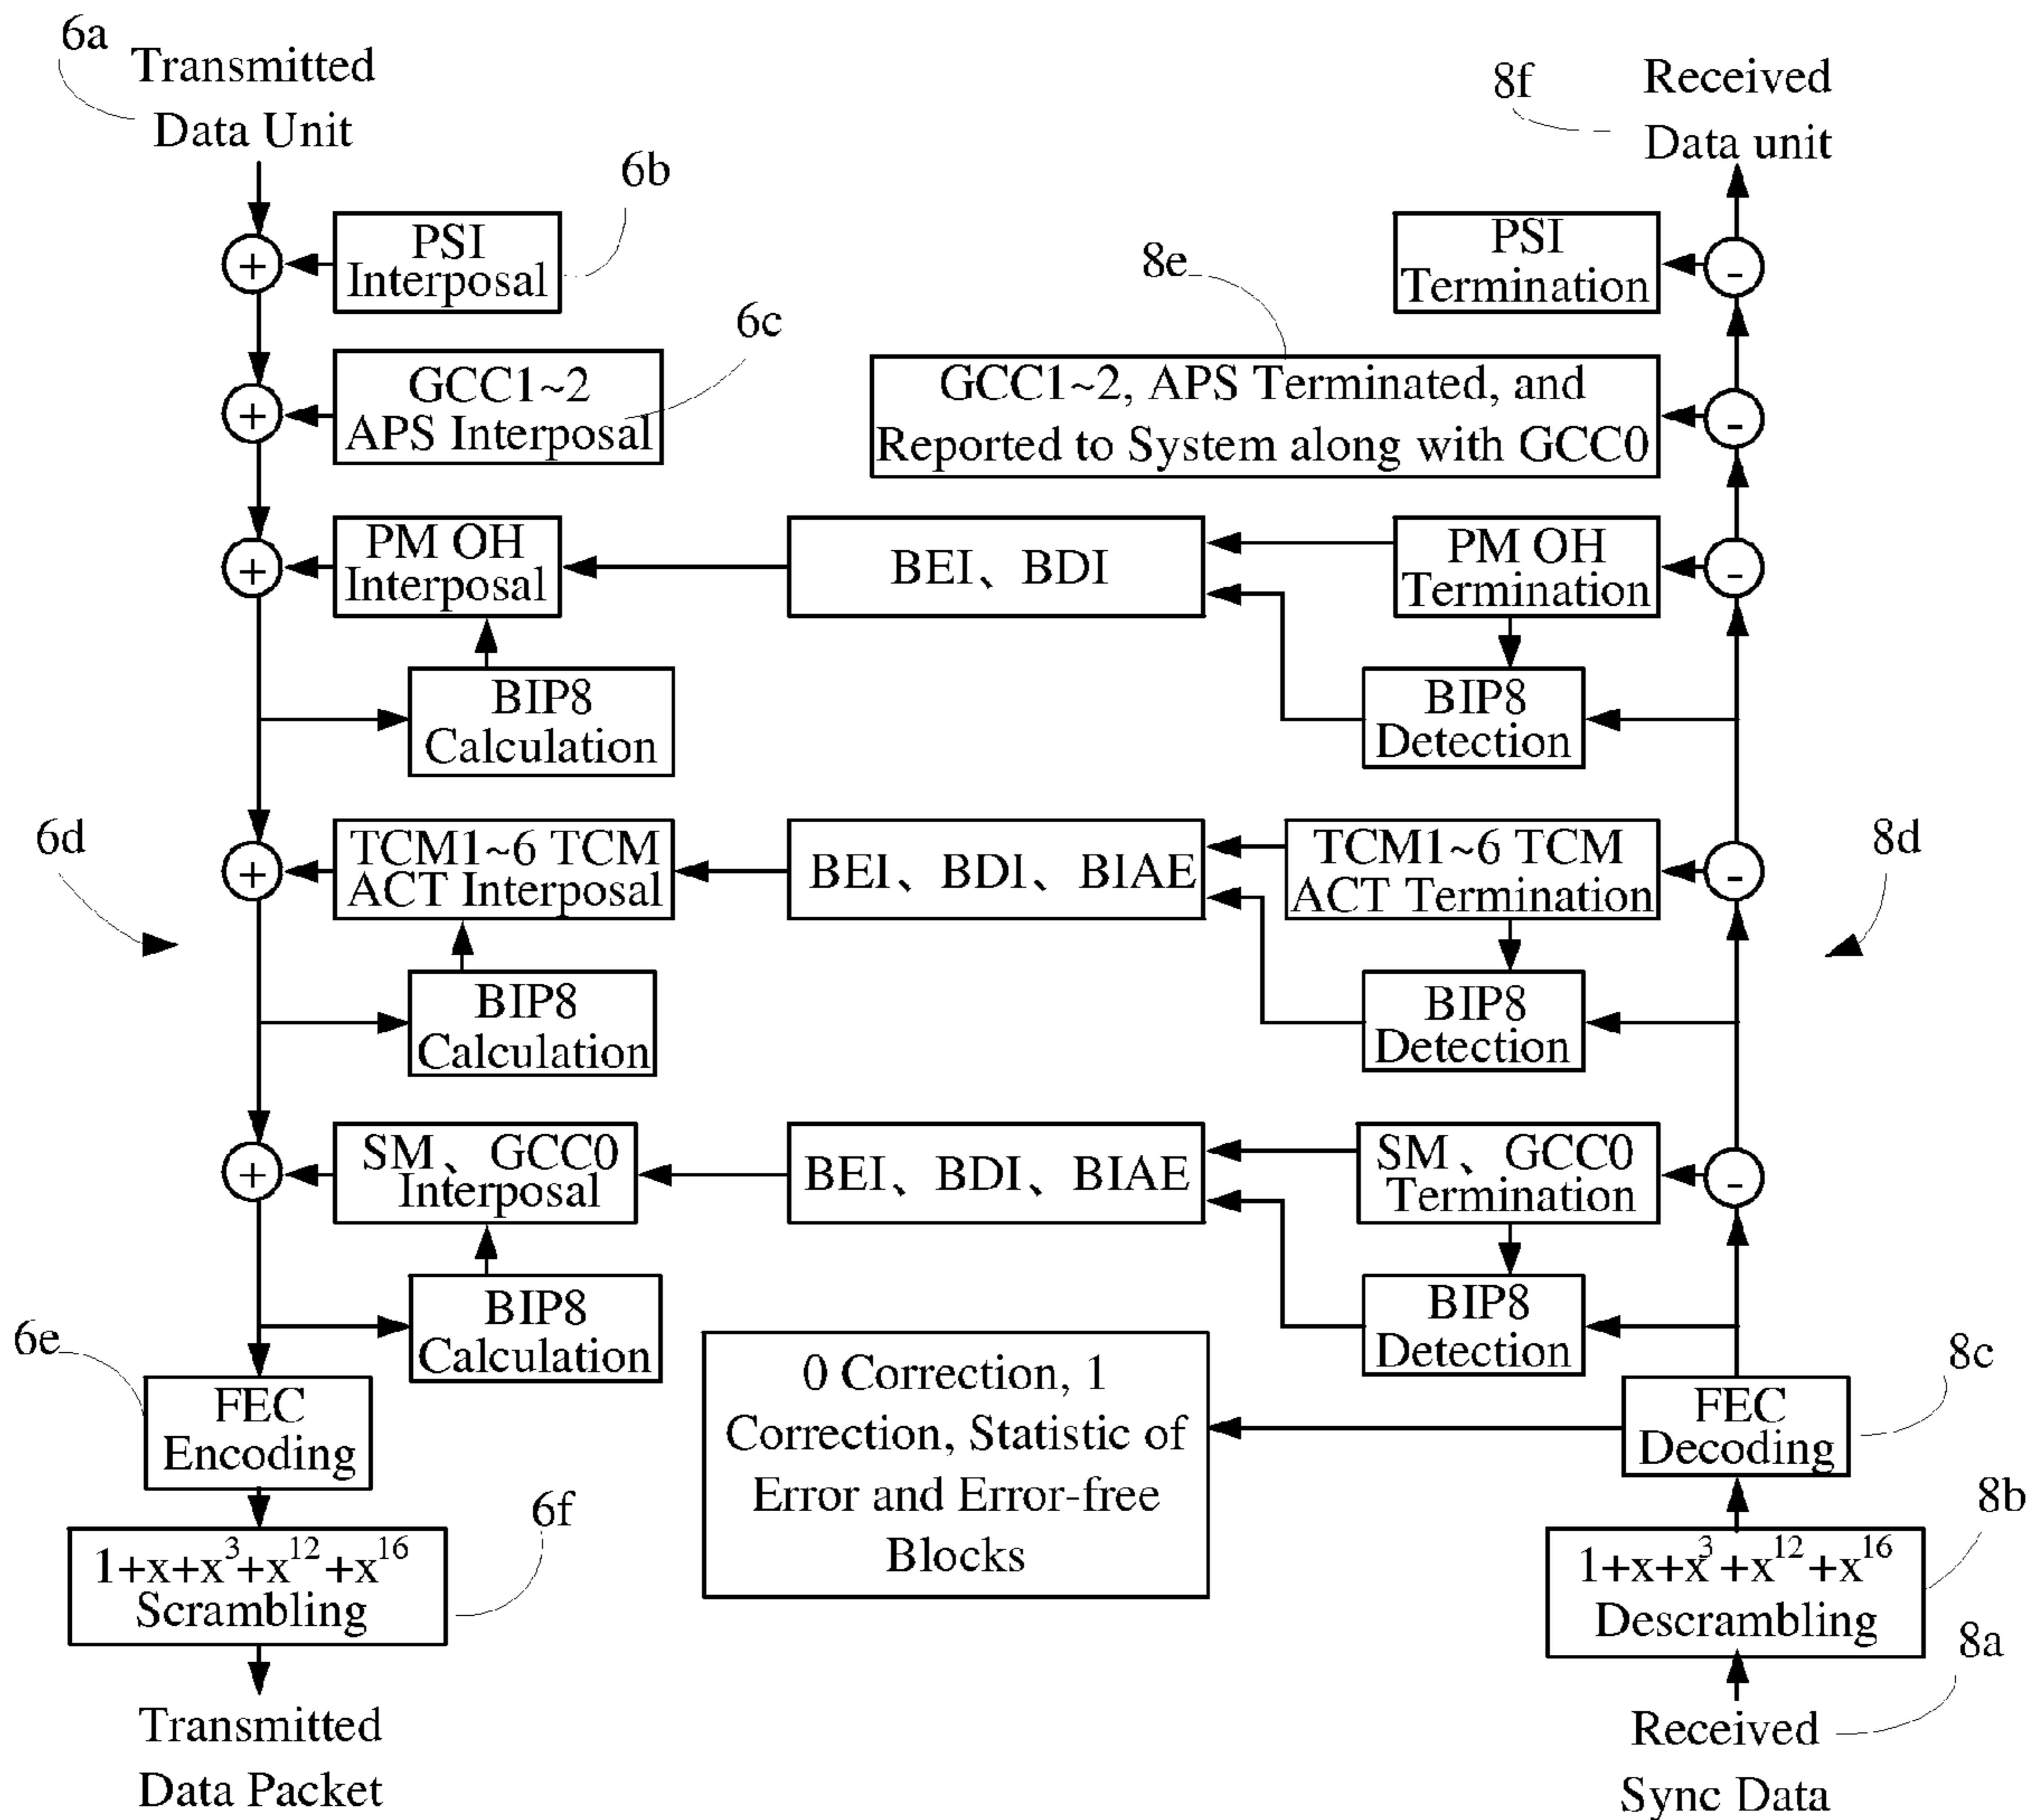 6a
Transmitted
Data Unit
8f
Received
Data unit
6b
PSI
Interposal
8e
PSI
Termination
6c
GCC1~2
APS Interposal
GCC1~2, APS Terminated, and
Reported to System along with GCC0
PM OH
Interposal
BEI、BDI
PM OH
Termination
BIP8
Calculation
BIP8
Detection
6d
TCM1~6 TCM
ACT Interposal
BEI、BDI、BIAE
TCM1~6 TCM
ACT Termination
8d
BIP8
Calculation
BIP8
Detection
SM、GCC0
Interposal
BEI、BDI、BIAE
SM、GCC0
Termination
BIP8
Calculation
BIP8
Detection
6e
FEC
Encoding
0 Correction, 1
Correction, Statistic of
Error and Error-free
Blocks
8c
FEC
Decoding
6f
1+x+x³+x¹²+x¹⁶
Scrambling
8b
1+x+x³+x¹²+x¹⁶
Descrambling
8a
Transmitted
Data Packet
Received
Sync Data